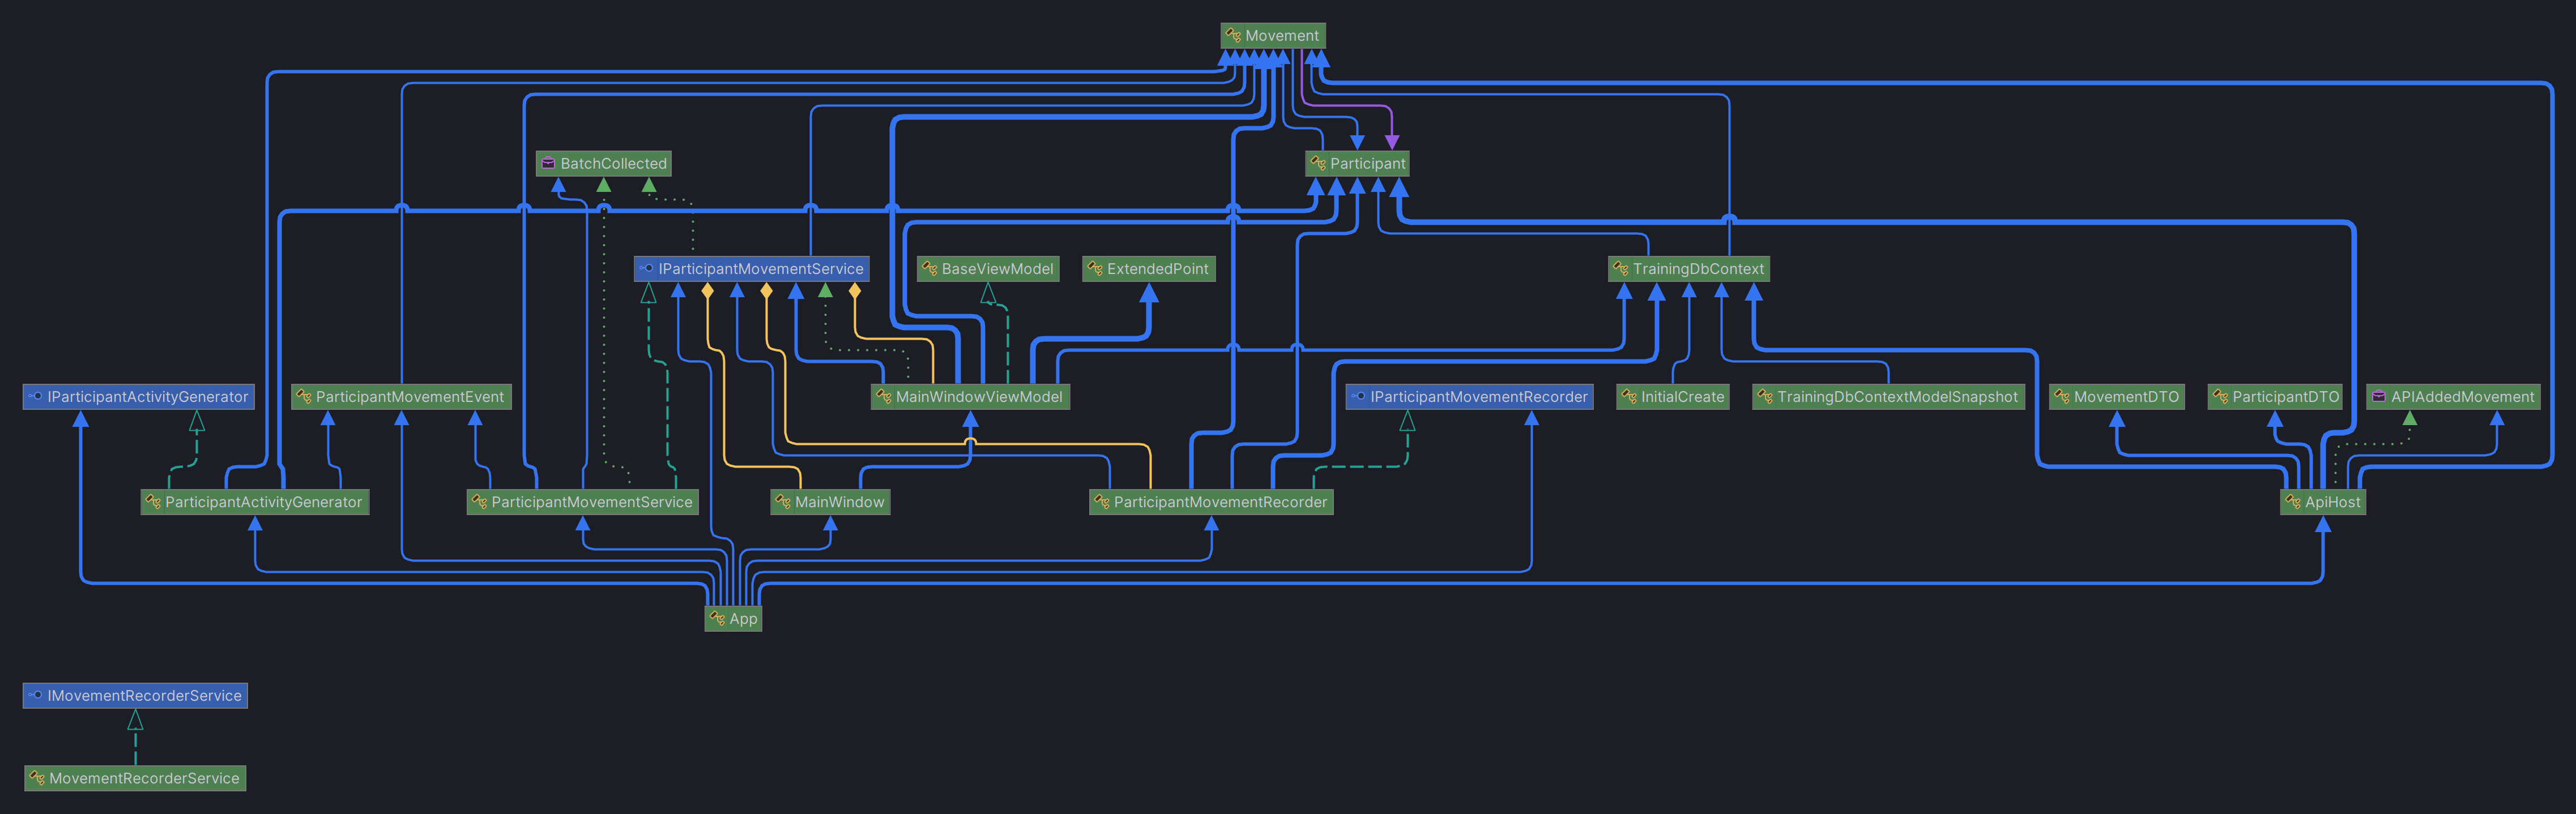 Movement
BatchCollected
Participant
IParticipantMovementService
BaseViewModel
ExtendedPoint
TrainingDbContext
IParticipantActivityGenerator
ParticipantMovementEvent
MainWindowViewModel
IParticipantMovementRecorder
InitialCreate
TrainingDbContextModelSnapshot
MovementDTO
ParticipantDTO
APIAddedMovement
ParticipantActivityGenerator
ParticipantMovementService
MainWindow
ParticipantMovementRecorder
ApiHost
App
IMovementRecorderService
MovementRecorderService